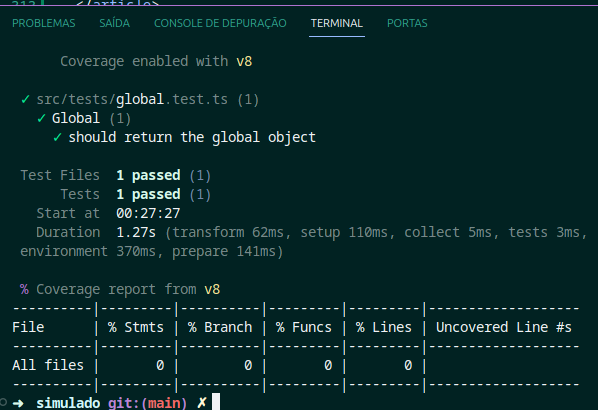 </article>
PROBLEMAS SAÍDA CONSOLE DE DEPURAÇÃO TERMINAL PORTAS
Coverage enabled with v8
✓ src/tests/global.test.ts (1)
✓ Global (1)
✓ should return the global object
Test Files 1 passed (1)
Tests 1 passed (1)
Start at 00:27:27
Duration 1.27s (transform 62ms, setup 110ms, collect 5ms, tests 3ms,
environment 370ms, prepare 141ms)
% Coverage report from v8
----------|---------|----------|---------|---------|-------------------
File | % Stmts | % Branch | % Funcs | % Lines | Uncovered Line #s
----------|---------|----------|---------|---------|-------------------
All files | 0 | 0 | 0 | 0 |
----------|---------|----------|---------|---------|-------------------
➜ simulado git:(main) ✗